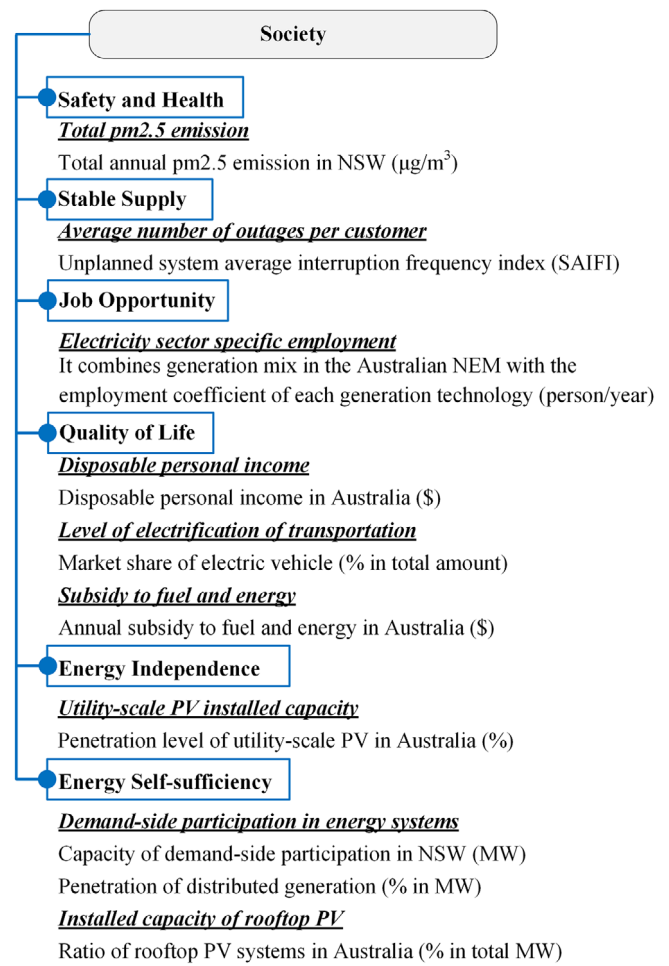 Society
Safety and Health
Total pm2.5 emission
Total annual pm2.5 emission in NSW (μg/m³)
Stable Supply
Average number of outages per customer
Unplanned system average interruption frequency index (SAIFI)
Job Opportunity
Electricity sector specific employment
It combines generation mix in the Australian NEM with the
employment coefficient of each generation technology (person/year)
Quality of Life
Disposable personal income
Disposable personal income in Australia ($)
Level of electrification of transportation
Market share of electric vehicle (% in total amount)
Subsidy to fuel and energy
Annual subsidy to fuel and energy in Australia ($)
Energy Independence
Utility-scale PV installed capacity
Penetration level of utility-scale PV in Australia (%)
Energy Self-sufficiency
Demand-side participation in energy systems
Capacity of demand-side participation in NSW (MW)
Penetration of distributed generation (% in MW)
Installed capacity of rooftop PV
Ratio of rooftop PV systems in Australia (% in total MW)